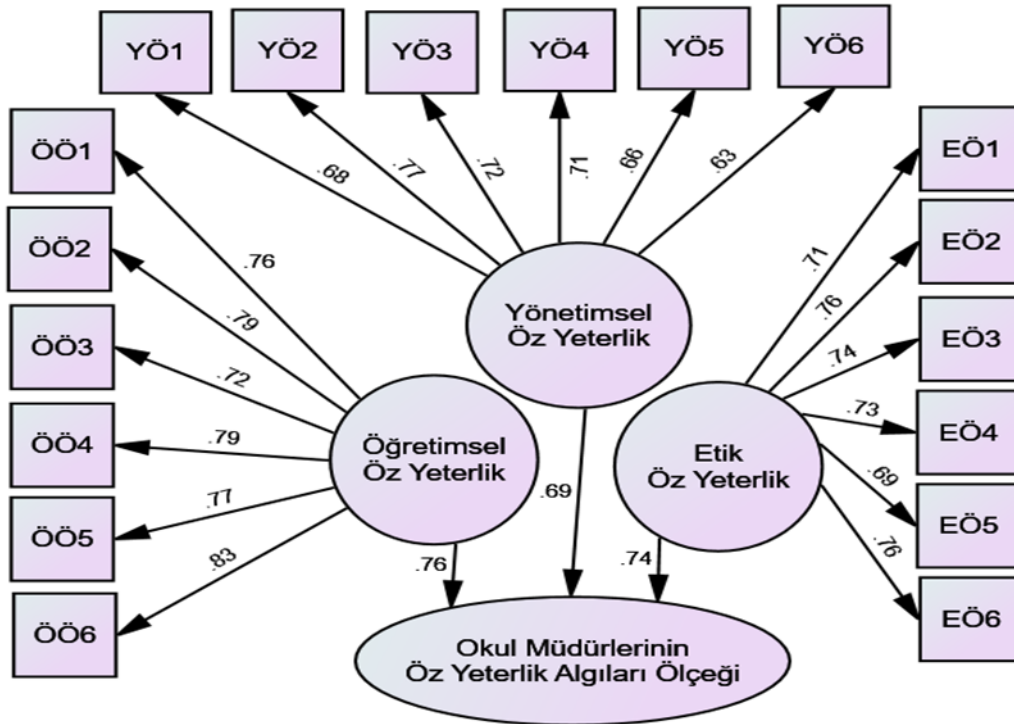 YÖ1
YÖ2
YÖ3
YÖ4
YÖ5
YÖ6
.68
.77
.72
.71
.66
.63
ÖÖ1
ÖÖ2
ÖÖ3
ÖÖ4
ÖÖ5
ÖÖ6
.76
.79
.72
.79
.77
.83
EÖ1
EÖ2
EÖ3
EÖ4
EÖ5
EÖ6
.71
.76
.74
.73
.69
.76
Yönetimsel
Öz Yeterlik
Öğretimsel
Öz Yeterlik
Etik
Öz Yeterlik
.76
.69
.74
Okul Müdürlerinin
Öz Yeterlik Algıları Ölçeği